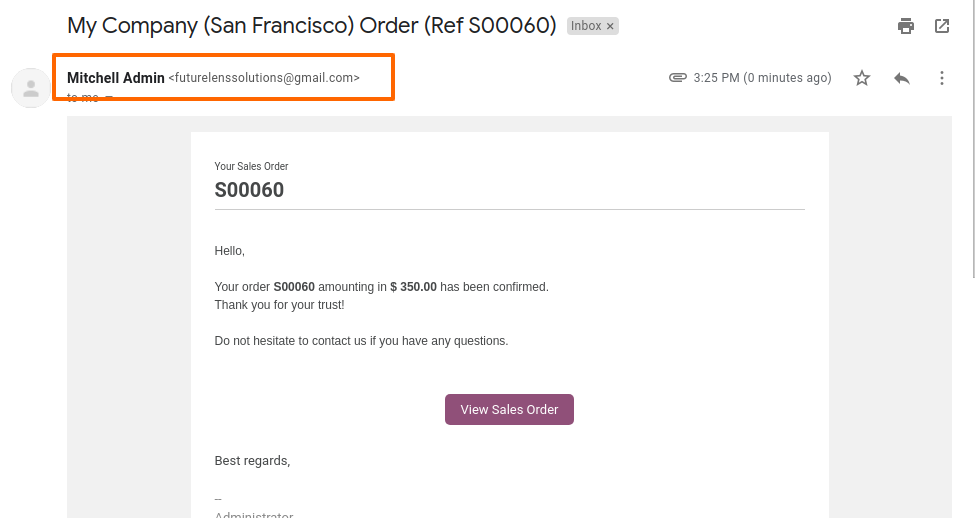 My Company (San Francisco) Order (Ref S00060) Inbox ×
Mitchell Admin <futurelenssolutions@gmail.com> 3:25 PM (0 minutes ago)
to me
Your Sales Order
S00060
Hello,
Your order S00060 amounting in $ 350.00 has been confirmed.
Thank you for your trust!
Do not hesitate to contact us if you have any questions.
View Sales Order
Best regards,
--
Administrator